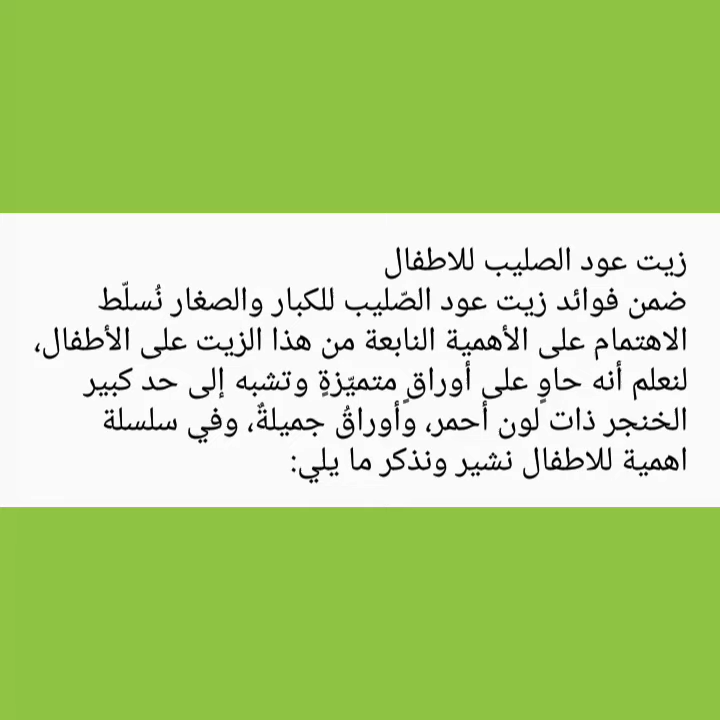 زيت عود الصليب للاطفال
ضمن فوائد زيت عود الصّليب للكبار والصغار نُسلّط
الاهتمام على الأهمية النابعة من هذا الزيت على الأطفال،
لنعلم أنه حاوٍ على أوراقٍ متميّزةٍ وتشبه إلى حد كبير
الخنجر ذات لون أحمر، وأوراقُ جميلةٌ، وفي سلسلة
اهمية للاطفال نشير ونذكر ما يلي: